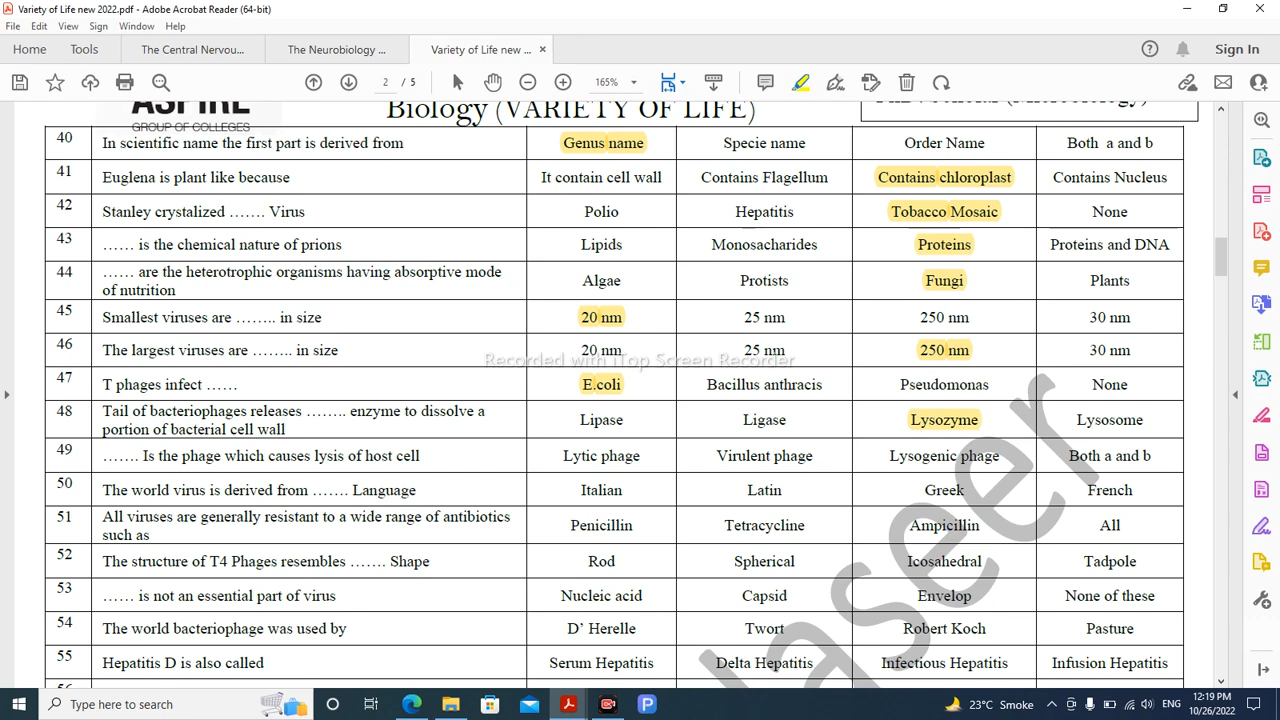 Variety of Life new 2022.pdf - Adobe Acrobat Reader (64-bit)
File Edit View Sign Window Help
Home Tools The Central Nervou... The Neurobiology ... Variety of Life new ... × Sign In
2 / 5 165%
ASPIRE
GROUP OF COLLEGES
Biology (VARIETY OF LIFE)
40 In scientific name the first part is derived from Genus name Specie name Order Name Both a and b
41 Euglena is plant like because It contain cell wall Contains Flagellum Contains chloroplast Contains Nucleus
42 Stanley crystalized ……. Virus Polio Hepatitis Tobacco Mosaic None
43 …… is the chemical nature of prions Lipids Monosacharides Proteins Proteins and DNA
44 …… are the heterotrophic organisms having absorptive mode
of nutrition Algae Protists Fungi Plants
45 Smallest viruses are …….. in size 20 nm 25 nm 250 nm 30 nm
46 The largest viruses are …….. in size 20 nm 25 nm 250 nm 30 nm
Recorded with iTop Screen Recorder
47 T phages infect …… E.coli Bacillus anthracis Pseudomonas None
48 Tail of bacteriophages releases …….. enzyme to dissolve a
portion of bacterial cell wall Lipase Ligase Lysozyme Lysosome
49 ……. Is the phage which causes lysis of host cell Lytic phage Virulent phage Lysogenic phage Both a and b
50 The world virus is derived from ……. Language Italian Latin Greek French
51 All viruses are generally resistant to a wide range of antibiotics
such as Penicillin Tetracycline Ampicillin All
52 The structure of T4 Phages resembles ……. Shape Rod Spherical Icosahedral Tadpole
53 …… is not an essential part of virus Nucleic acid Capsid Envelop None of these
54 The world bacteriophage was used by D’ Herelle Twort Robert Koch Pasture
55 Hepatitis D is also called Serum Hepatitis Delta Hepatitis Infectious Hepatitis Infusion Hepatitis
Type here to search 23°C Smoke ENG 12:19 PM
10/26/2022